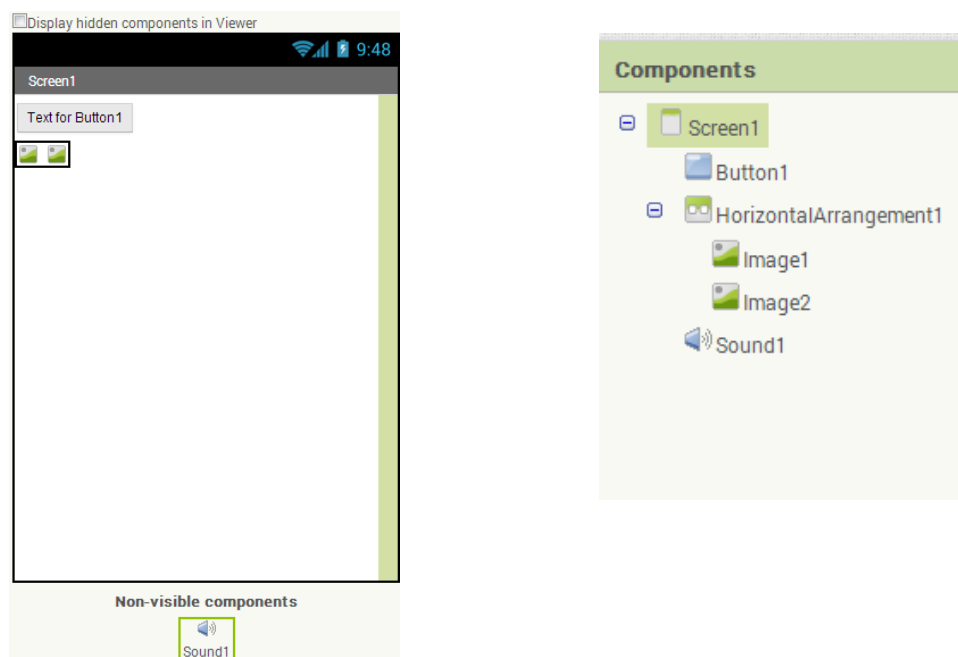 Display hidden components in Viewer
9:48
Screen1
Text for Button1
Non-visible components
Sound1
Components
Screen1
Button1
HorizontalArrangement1
Image1
Image2
Sound1